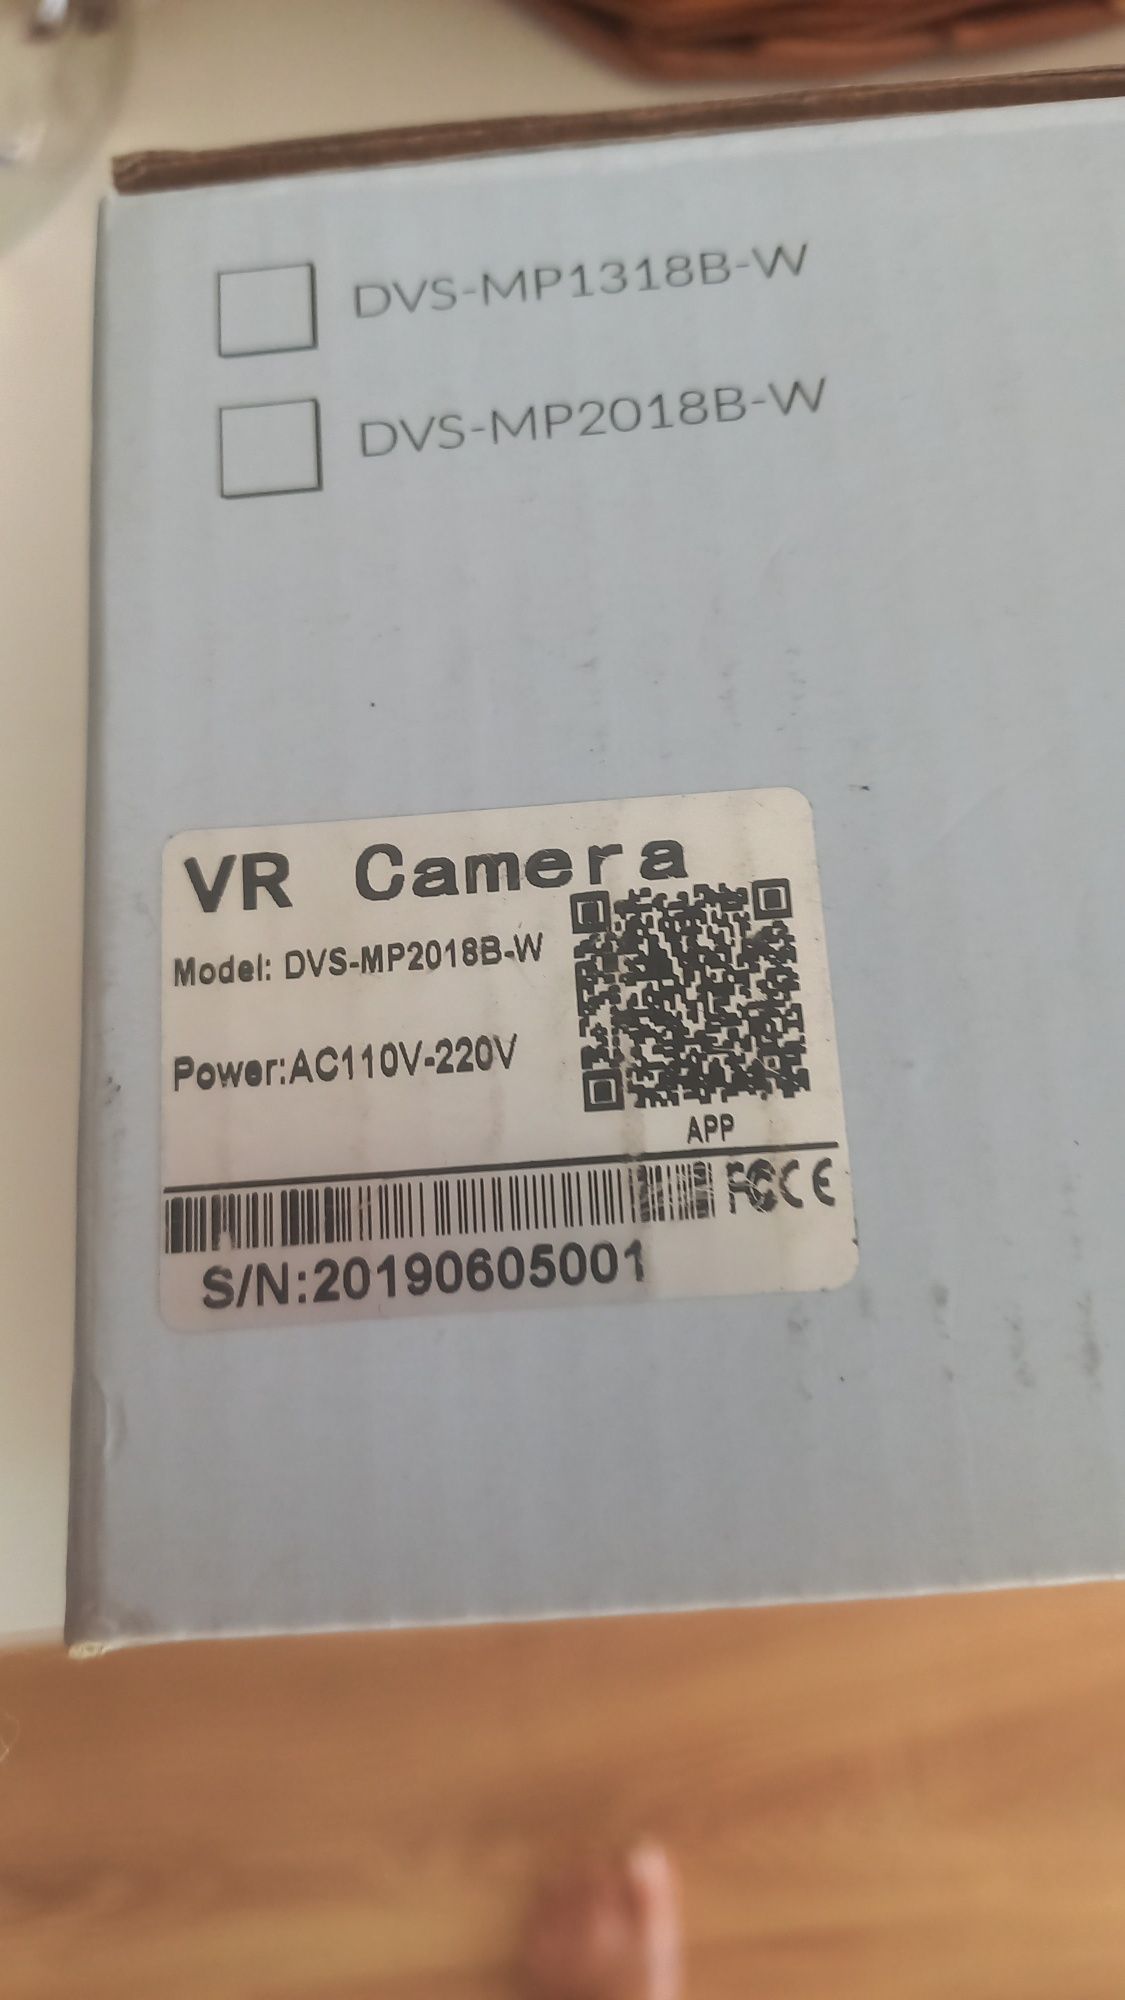 DVS-MP1318B-W
DVS-MP2018B-W
VR Camera
Model: DVS-MP2018B-W
Power:AC110V-220V
APP
FC CE
S/N:20190605001